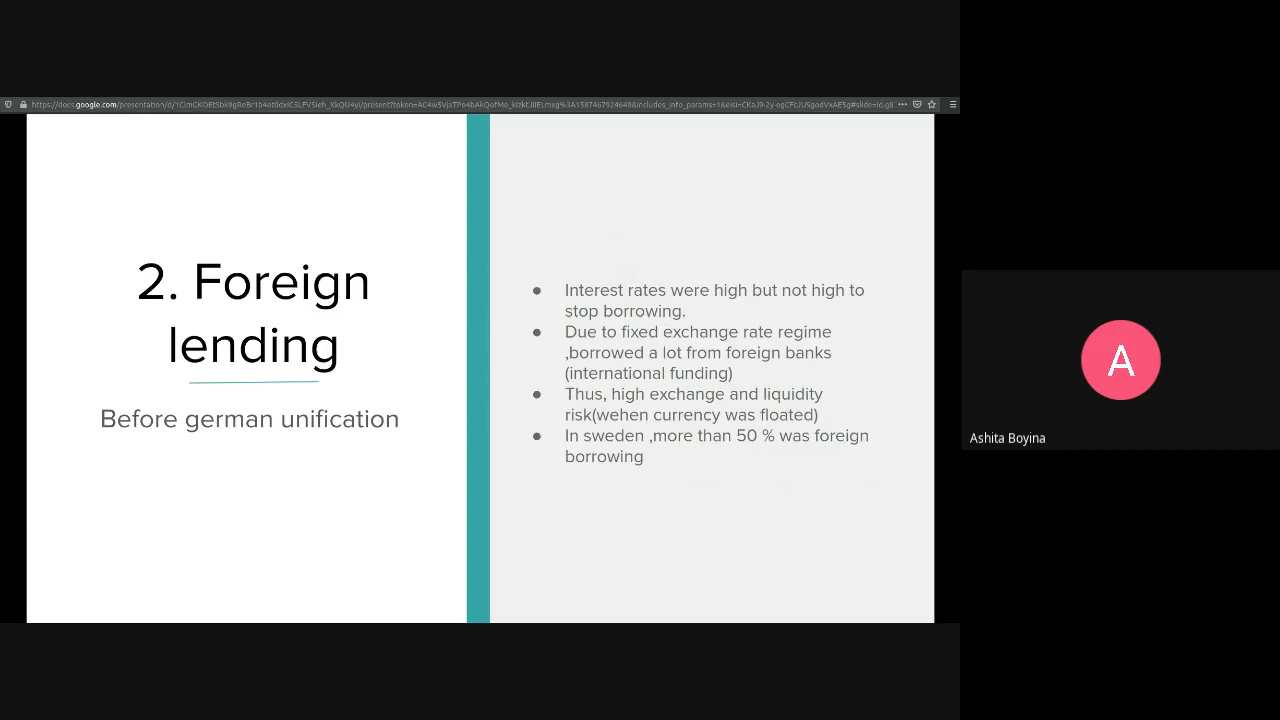 2. Foreign
lending
Before german unification
● Interest rates were high but not high to
stop borrowing.
● Due to fixed exchange rate regime
,borrowed a lot from foreign banks
(international funding)
● Thus, high exchange and liquidity
risk(wehen currency was floated)
● In sweden ,more than 50 % was foreign
borrowing
A
Ashita Boyina